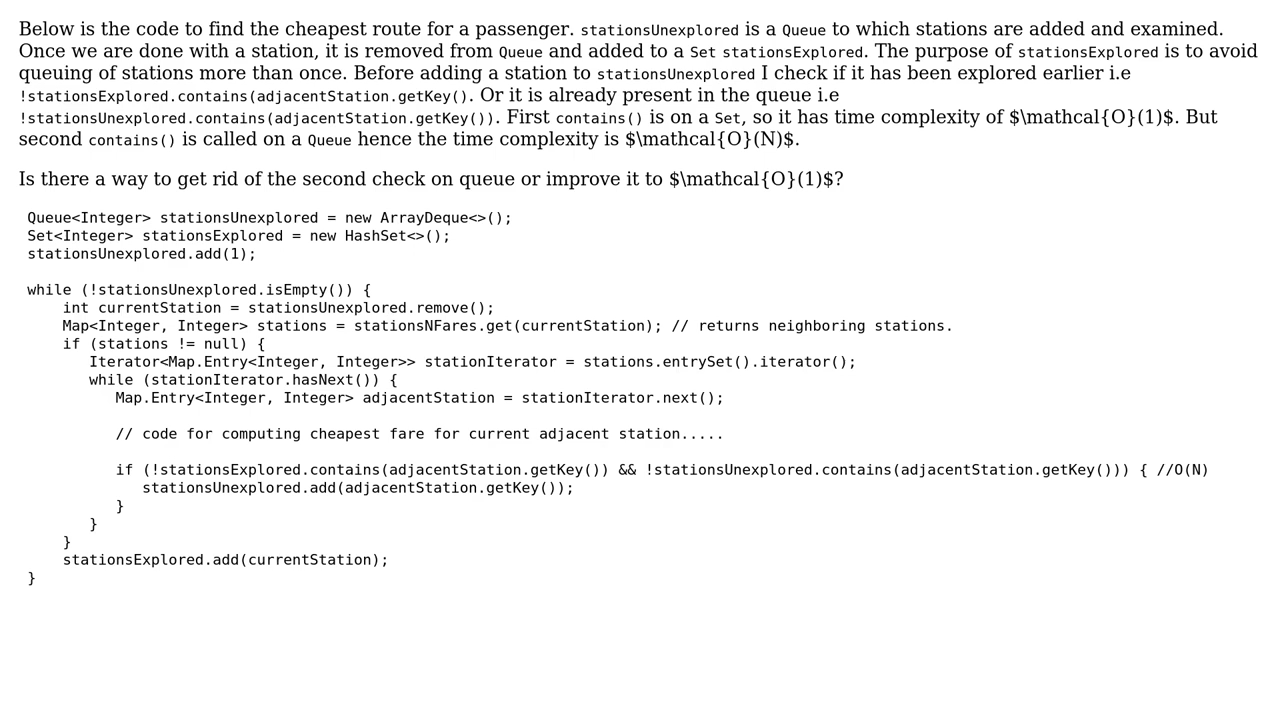 Below is the code to find the cheapest route for a passenger. stationsUnexplored is a Queue to which stations are added and examined.
Once we are done with a station, it is removed from Queue and added to a Set stationsExplored. The purpose of stationsExplored is to avoid
queuing of stations more than once. Before adding a station to stationsUnexplored I check if it has been explored earlier i.e
!stationsExplored.contains(adjacentStation.getKey(). Or it is already present in the queue i.e
!stationsUnexplored.contains(adjacentStation.getKey()). First contains() is on a Set, so it has time complexity of $\mathcal{O}(1)$. But
second contains() is called on a Queue hence the time complexity is $\mathcal{O}(N)$.
Is there a way to get rid of the second check on queue or improve it to $\mathcal{O}(1)$?
Queue<Integer> stationsUnexplored = new ArrayDeque<>();
Set<Integer> stationsExplored = new HashSet<>();
stationsUnexplored.add(1);
while (!stationsUnexplored.isEmpty()) {
    int currentStation = stationsUnexplored.remove();
    Map<Integer, Integer> stations = stationsNFares.get(currentStation); // returns neighboring stations.
    if (stations != null) {
       Iterator<Map.Entry<Integer, Integer>> stationIterator = stations.entrySet().iterator();
       while (stationIterator.hasNext()) {
          Map.Entry<Integer, Integer> adjacentStation = stationIterator.next();
          // code for computing cheapest fare for current adjacent station.....
          if (!stationsExplored.contains(adjacentStation.getKey()) && !stationsUnexplored.contains(adjacentStation.getKey())) { //O(N)
             stationsUnexplored.add(adjacentStation.getKey());
          }
       }
    }
    stationsExplored.add(currentStation);
}